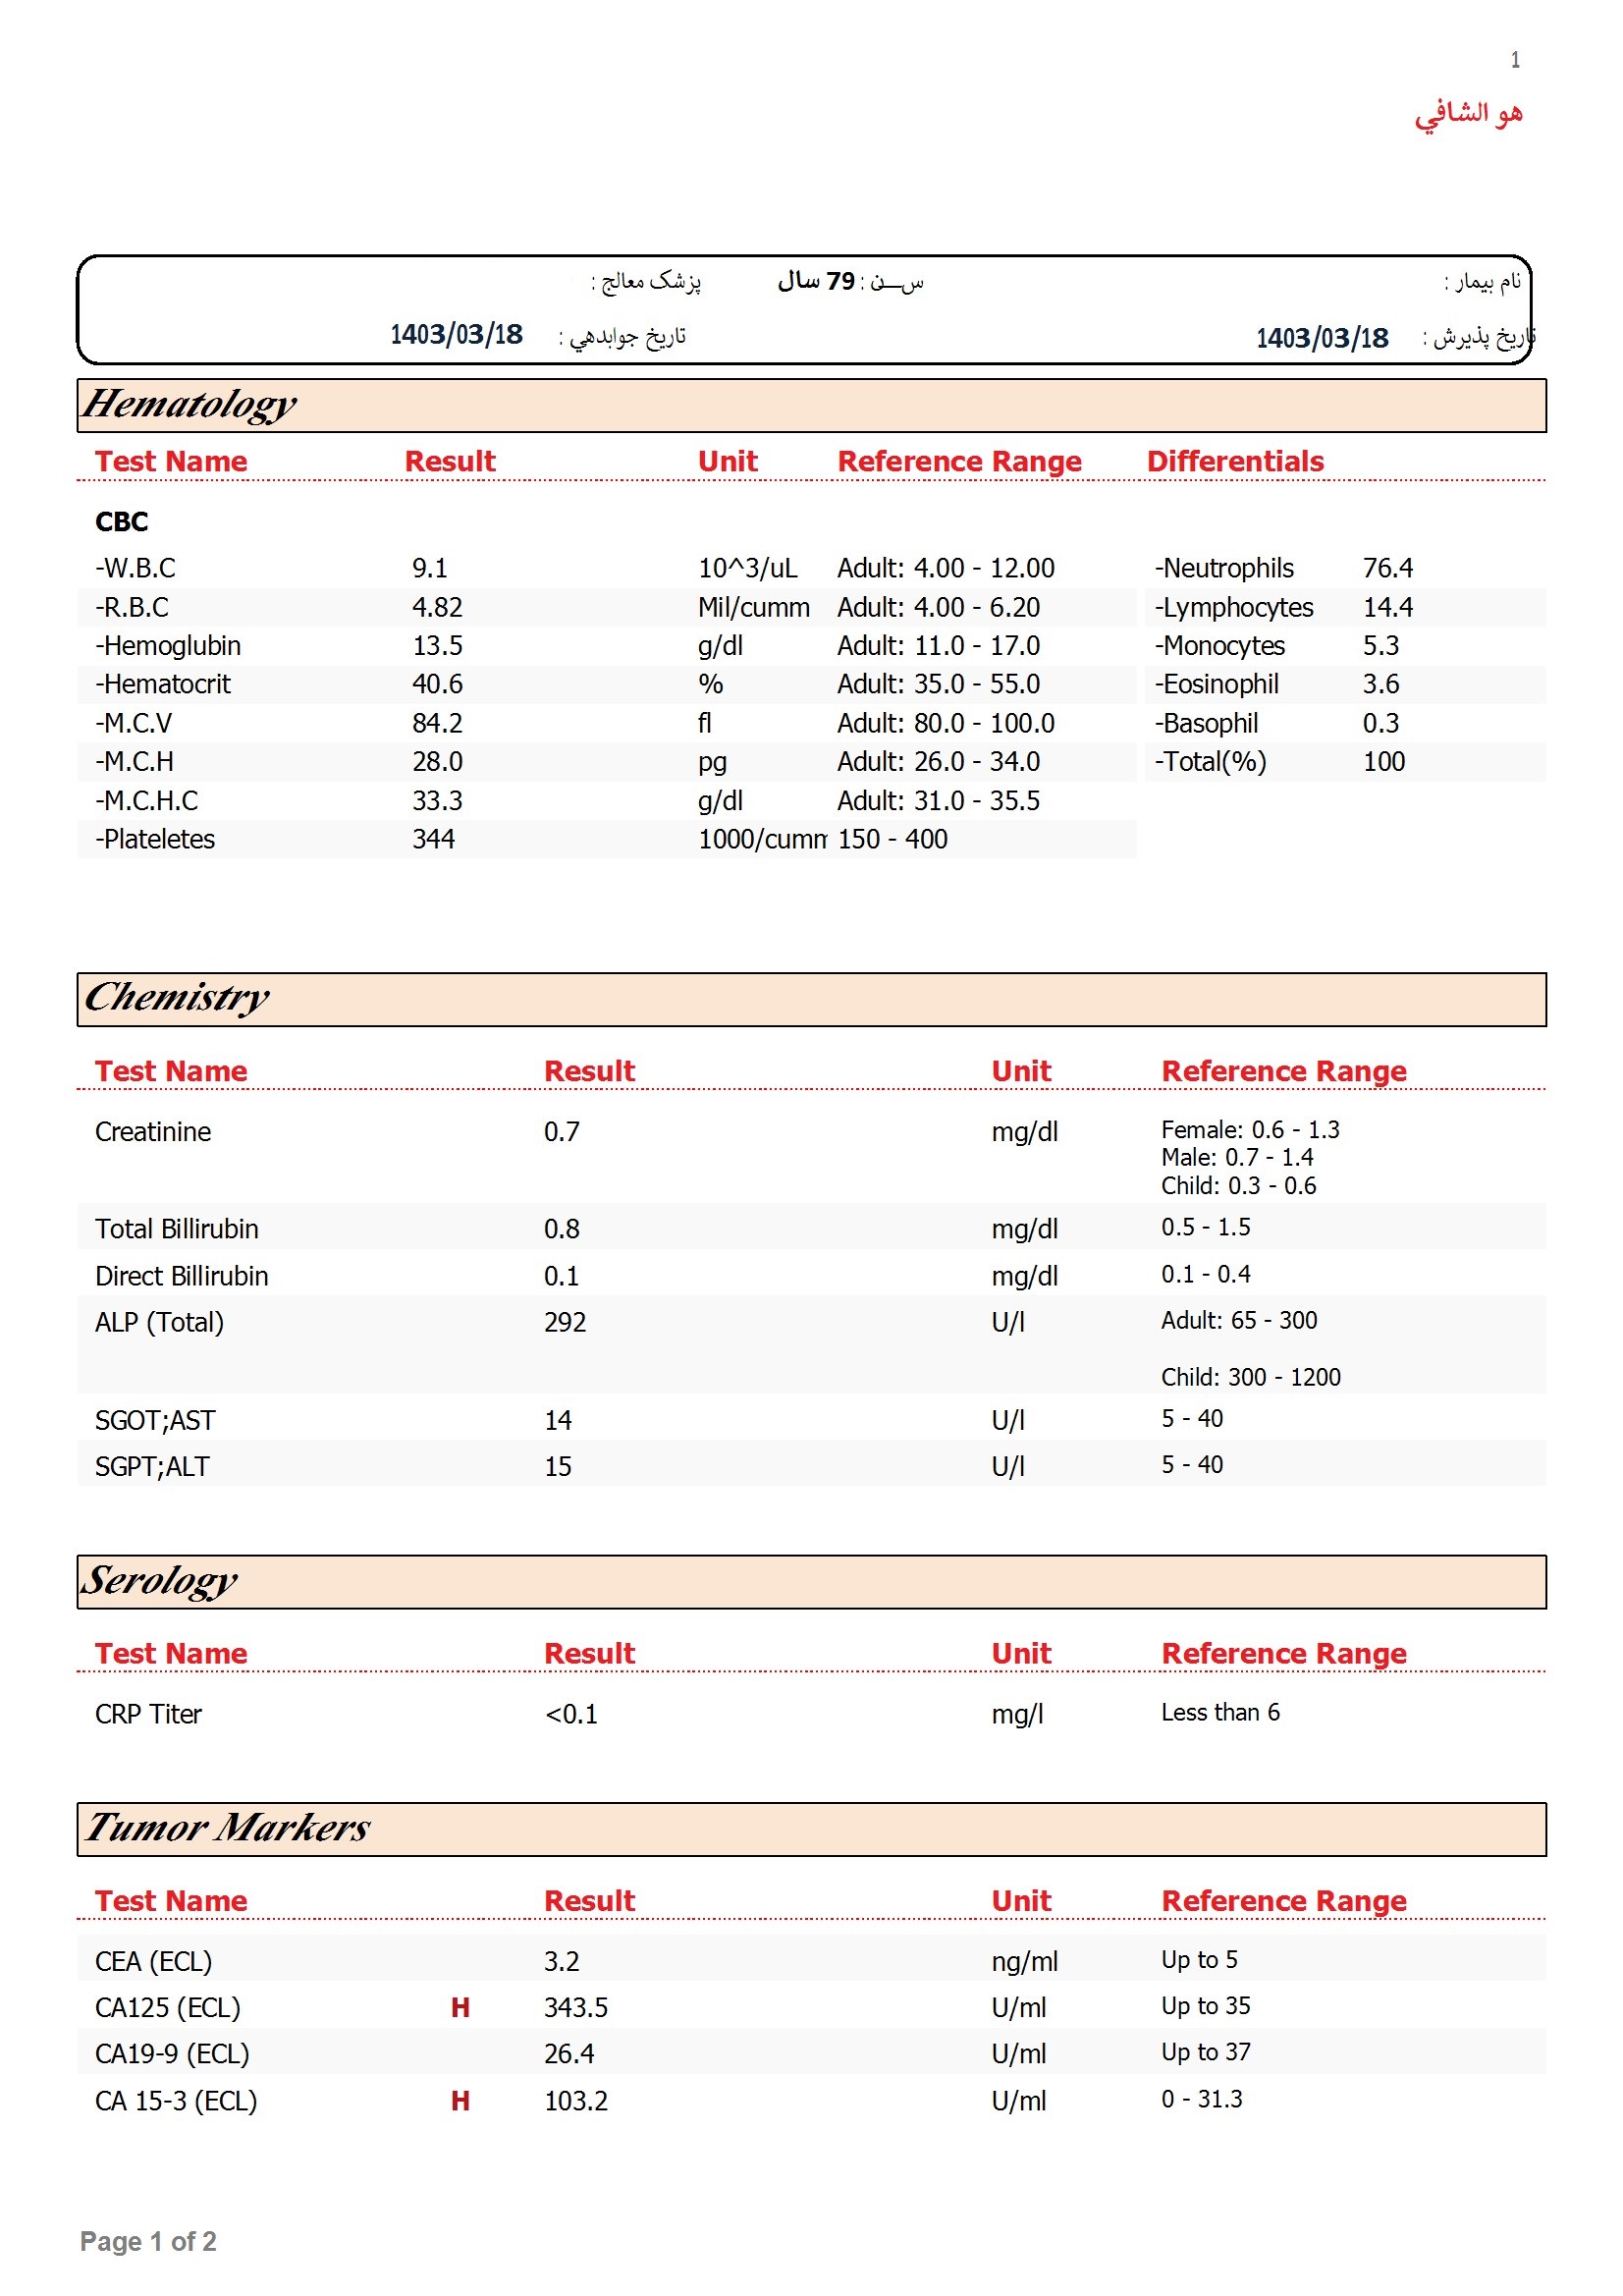 1
هو الشافي
نام بیمار : س‍ـــن : 79 سال پزشک معالج :
تاریخ پذیرش : 1403/03/18 تاریخ جوابدهي : 1403/03/18
Hematology
Test Name Result Unit Reference Range Differentials
CBC
-W.B.C 9.1 10^3/uL Adult: 4.00 - 12.00 -Neutrophils 76.4
-R.B.C 4.82 Mil/cumm Adult: 4.00 - 6.20 -Lymphocytes 14.4
-Hemoglubin 13.5 g/dl Adult: 11.0 - 17.0 -Monocytes 5.3
-Hematocrit 40.6 % Adult: 35.0 - 55.0 -Eosinophil 3.6
-M.C.V 84.2 fl Adult: 80.0 - 100.0 -Basophil 0.3
-M.C.H 28.0 pg Adult: 26.0 - 34.0 -Total(%) 100
-M.C.H.C 33.3 g/dl Adult: 31.0 - 35.5
-Plateletes 344 1000/cumm 150 - 400
Chemistry
Test Name Result Unit Reference Range
Creatinine 0.7 mg/dl Female: 0.6 - 1.3
Male: 0.7 - 1.4
Child: 0.3 - 0.6
Total Billirubin 0.8 mg/dl 0.5 - 1.5
Direct Billirubin 0.1 mg/dl 0.1 - 0.4
ALP (Total) 292 U/l Adult: 65 - 300
Child: 300 - 1200
SGOT;AST 14 U/l 5 - 40
SGPT;ALT 15 U/l 5 - 40
Serology
Test Name Result Unit Reference Range
CRP Titer <0.1 mg/l Less than 6
Tumor Markers
Test Name Result Unit Reference Range
CEA (ECL) 3.2 ng/ml Up to 5
CA125 (ECL) H 343.5 U/ml Up to 35
CA19-9 (ECL) 26.4 U/ml Up to 37
CA 15-3 (ECL) H 103.2 U/ml 0 - 31.3
Page 1 of 2